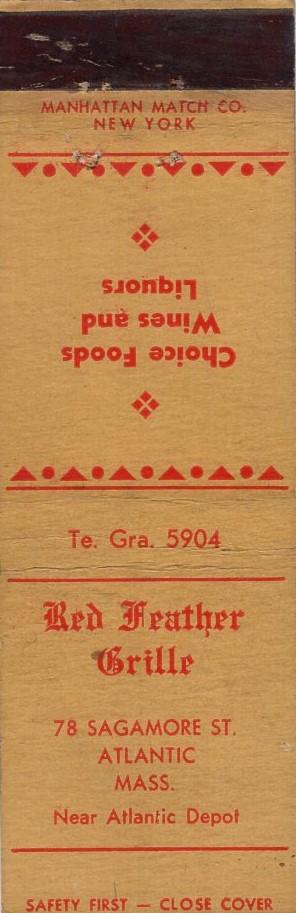 MANHATTAN MATCH CO.
NEW YORK
Choice Foods
Wines and
Liquors
Te. Gra. 5904
Red Feather
Grille
78 SAGAMORE ST.
ATLANTIC
MASS.
Near Atlantic Depot
SAFETY FIRST — CLOSE COVER